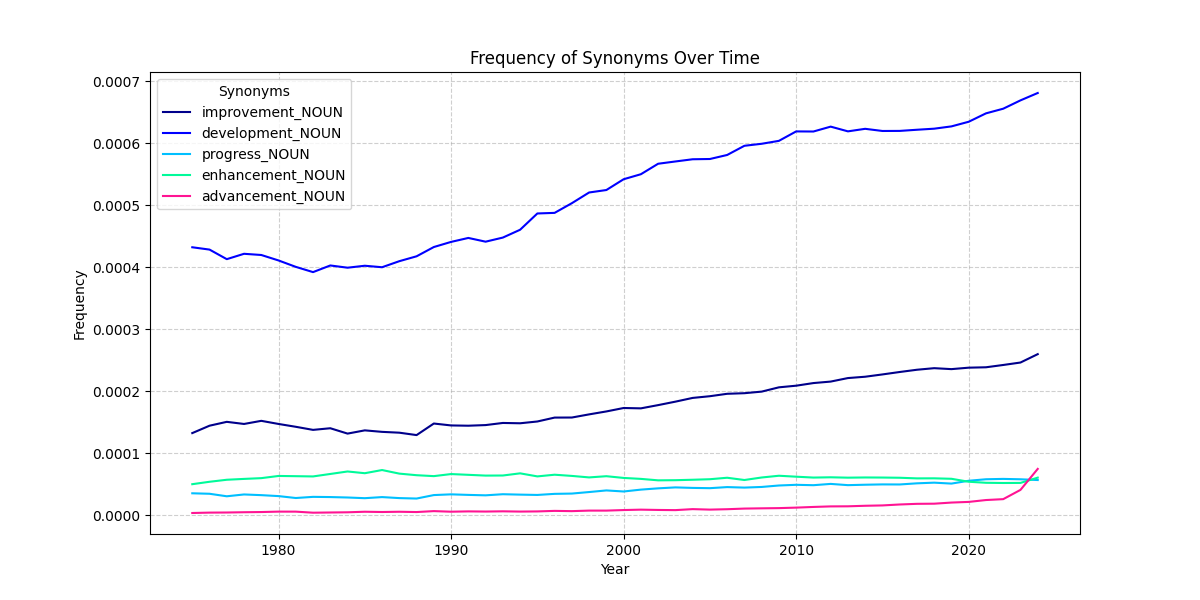 Frequency of Synonyms Over Time
0.0007
0.0006
0.0005
0.0004
0.0003
0.0002
0.0001
0.0000
Frequency
Synonyms
improvement_NOUN
development_NOUN
progress_NOUN
enhancement_NOUN
advancement_NOUN
1980
1990
2000
2010
2020
Year